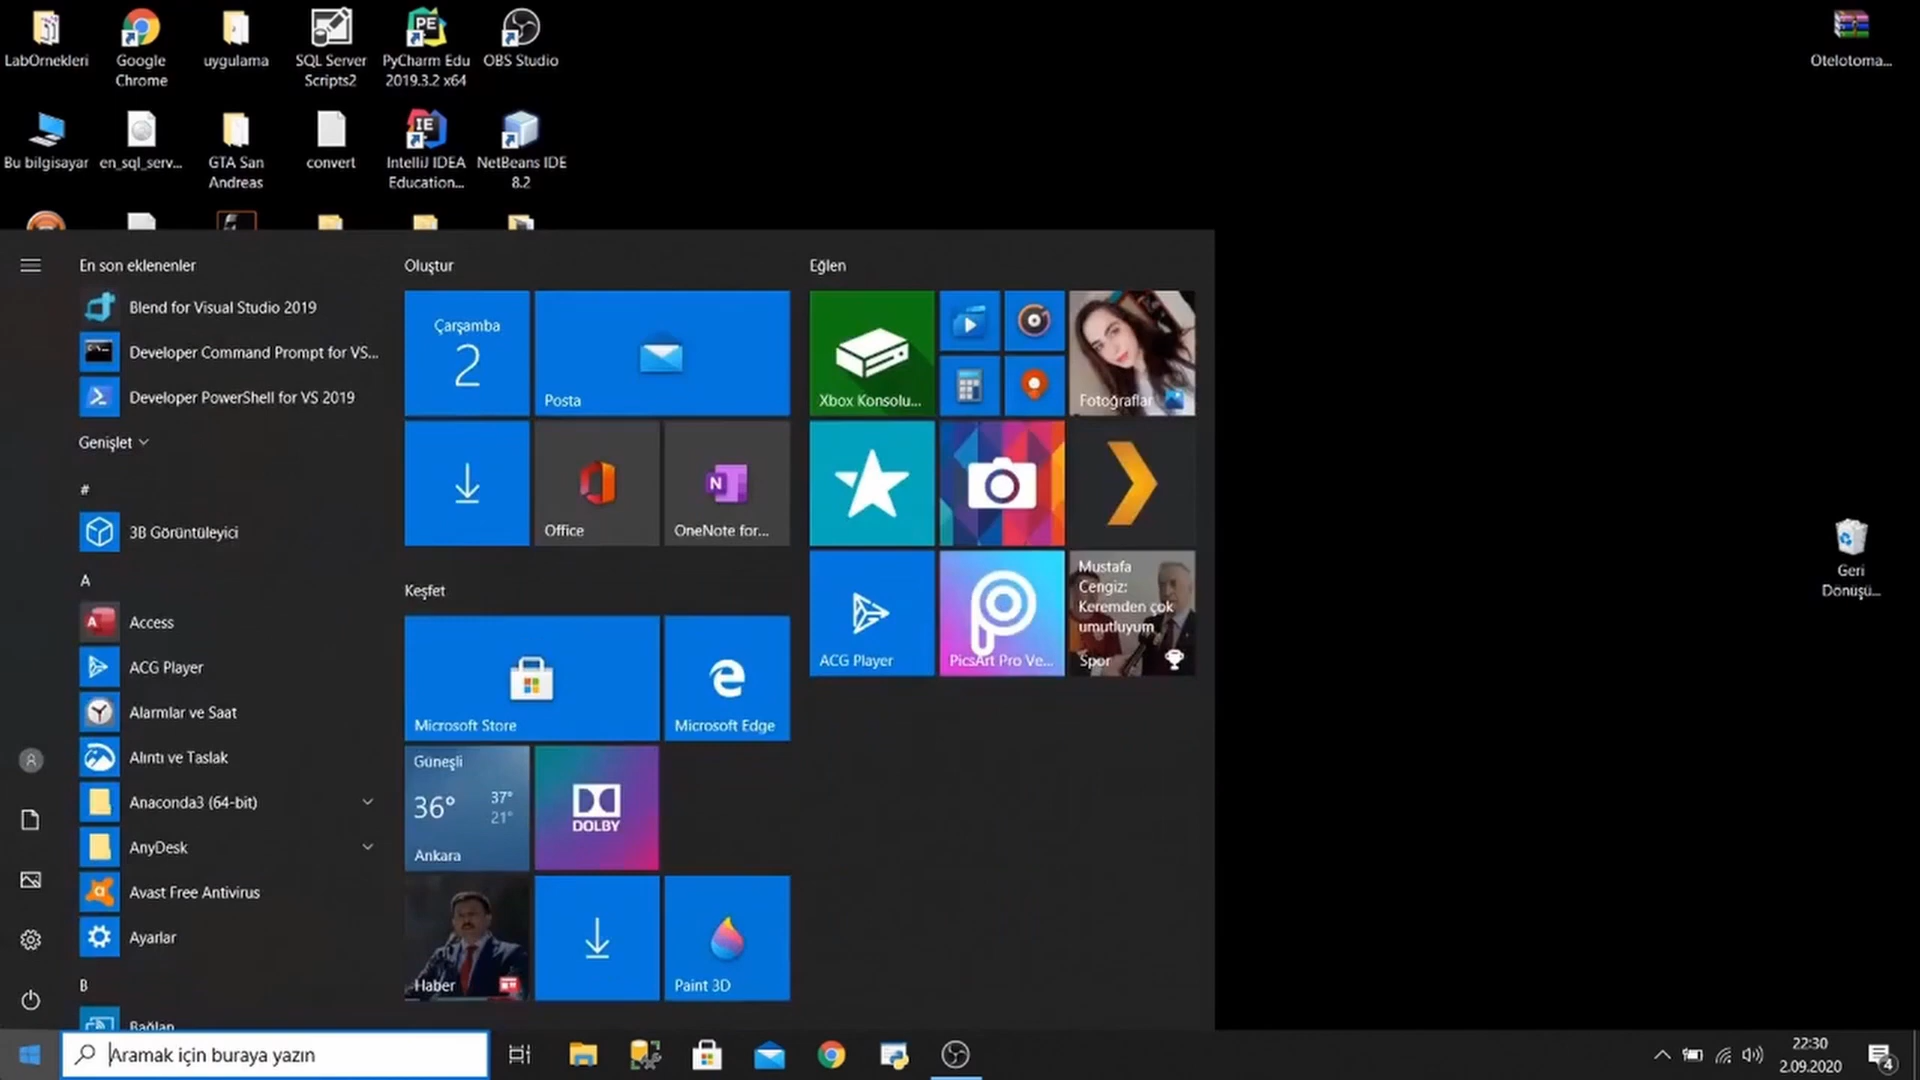 LabOrnekleri
Google
Chrome
uygulama
SQL Server
Scripts2
PyCharm Edu
2019.3.2 x64
OBS Studio
Otelotoma...
Bu bilgisayar
en_sql_serv...
GTA San
Andreas
convert
IntelliJ IDEA
Education...
NetBeans IDE
8.2
Geri
Dönüşü...
En son eklenenler
Blend for Visual Studio 2019
Developer Command Prompt for VS...
Developer PowerShell for VS 2019
Genişlet
#
3B Görüntüleyici
A
Access
ACG Player
Alarmlar ve Saat
Alıntı ve Taslak
Anaconda3 (64-bit)
AnyDesk
Avast Free Antivirus
Ayarlar
B
Bağlan
Oluştur
Çarşamba
2
Posta
Office
OneNote for...
Keşfet
Microsoft Store
Microsoft Edge
Güneşli
36°
37°
21°
Ankara
DOLBY
Haber
Paint 3D
Eğlen
Xbox Konsolu...
Fotoğraflar
ACG Player
PicsArt Pro Ve...
Mustafa
Cengiz:
Keremden çok
umutluyum
Spor
Aramak için buraya yazın
22:30
2.09.2020
4